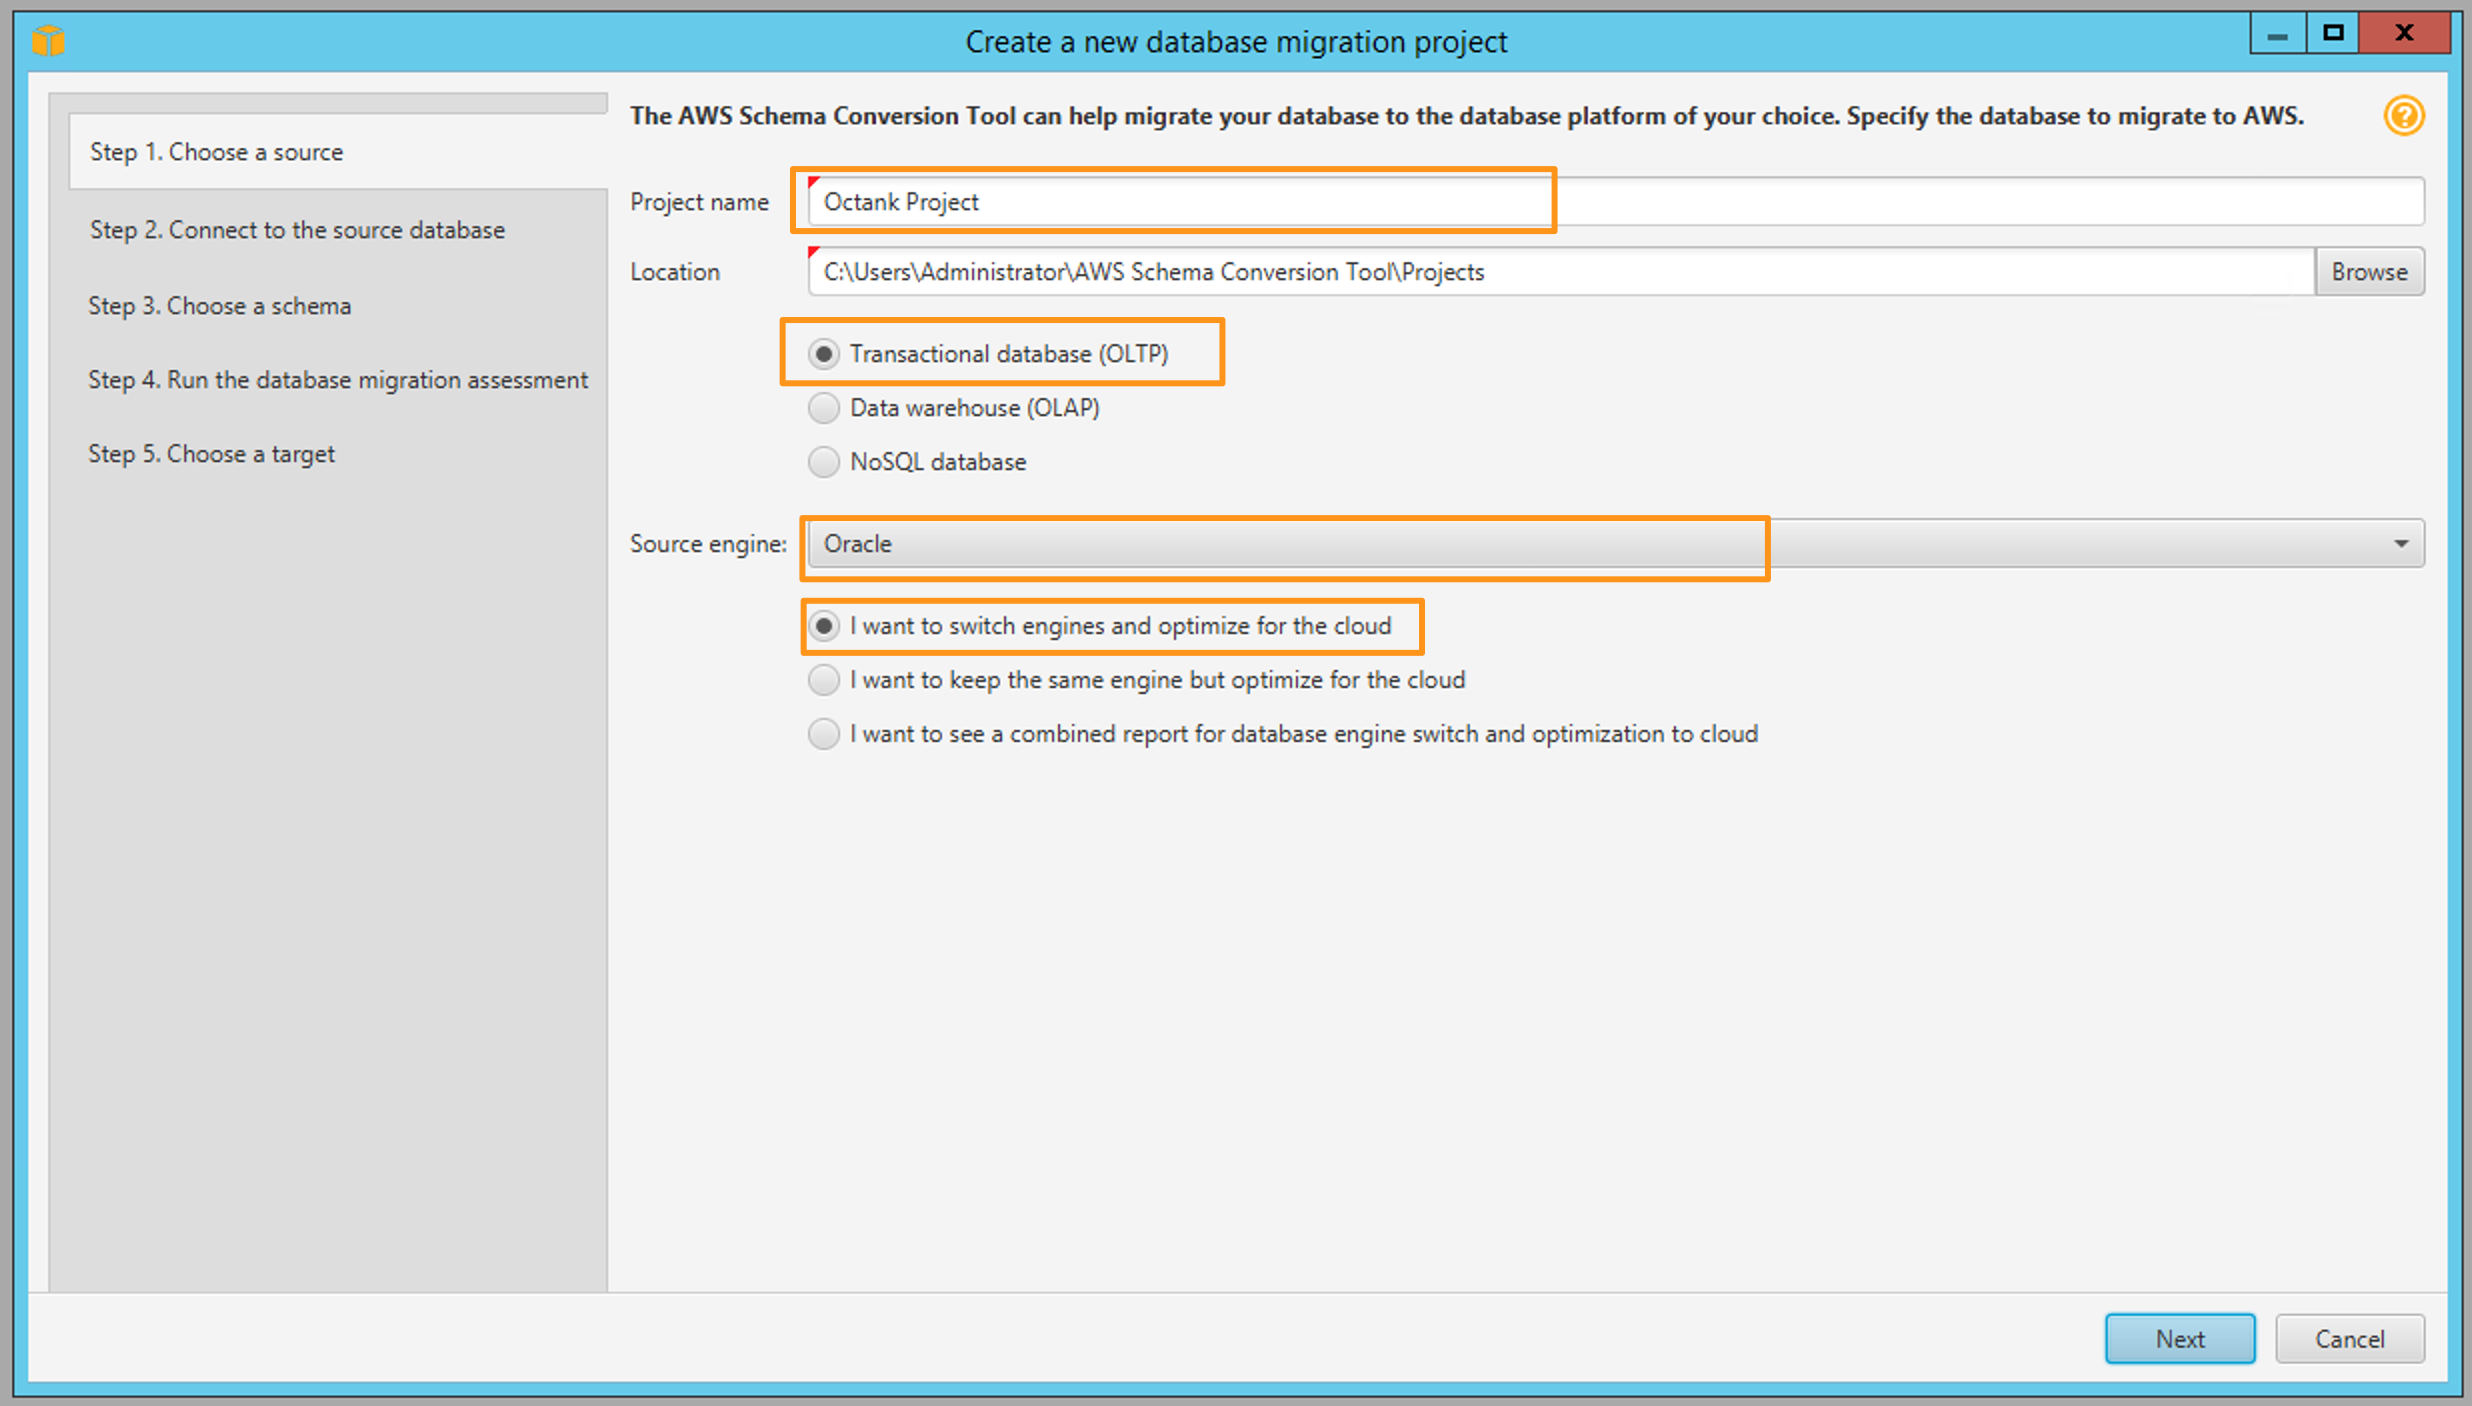 Create a new database migration project
Step 1. Choose a source
Step 2. Connect to the source database
Step 3. Choose a schema
Step 4. Run the database migration assessment
Step 5. Choose a target
The AWS Schema Conversion Tool can help migrate your database to the database platform of your choice. Specify the database to migrate to AWS.
?
Project name Octank Project
Location C:\Users\Administrator\AWS Schema Conversion Tool\Projects Browse
Transactional database (OLTP)
Data warehouse (OLAP)
NoSQL database
Source engine: Oracle
I want to switch engines and optimize for the cloud
I want to keep the same engine but optimize for the cloud
I want to see a combined report for database engine switch and optimization to cloud
Next Cancel